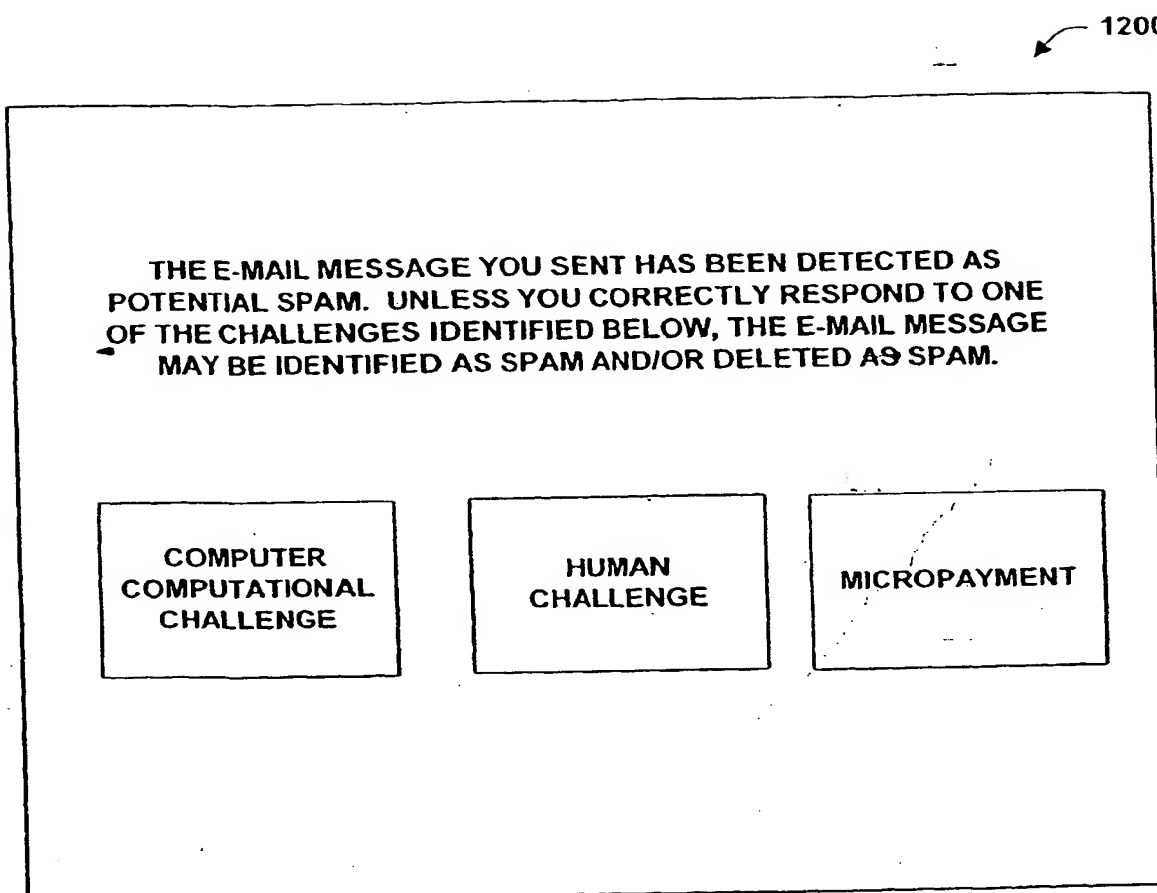 1200
THE E-MAIL MESSAGE YOU SENT HAS BEEN DETECTED AS
POTENTIAL SPAM. UNLESS YOU CORRECTLY RESPOND TO ONE
OF THE CHALLENGES IDENTIFIED BELOW, THE E-MAIL MESSAGE
MAY BE IDENTIFIED AS SPAM AND/OR DELETED AS SPAM.
COMPUTER
COMPUTATIONAL
CHALLENGE
HUMAN
CHALLENGE
MICROPAYMENT